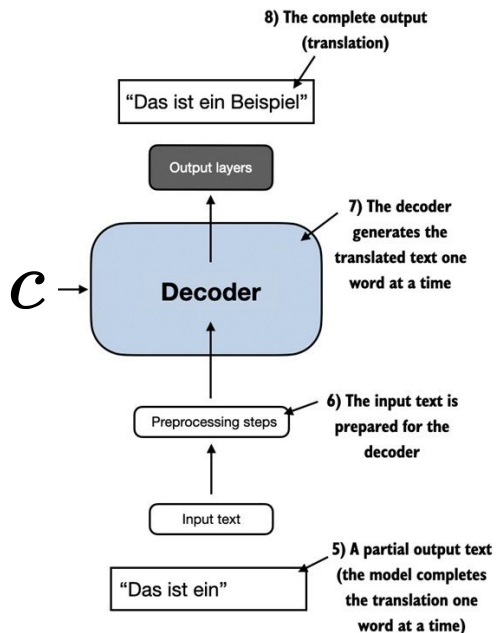 8) The complete output
(translation)
“Das ist ein Beispiel”
Output layers
7) The decoder
generates the
translated text one
word at a time
c
Decoder
6) The input text is
prepared for the
decoder
Preprocessing steps
Input text
5) A partial output text
(the model completes
the translation one
word at a time)
“Das ist ein”